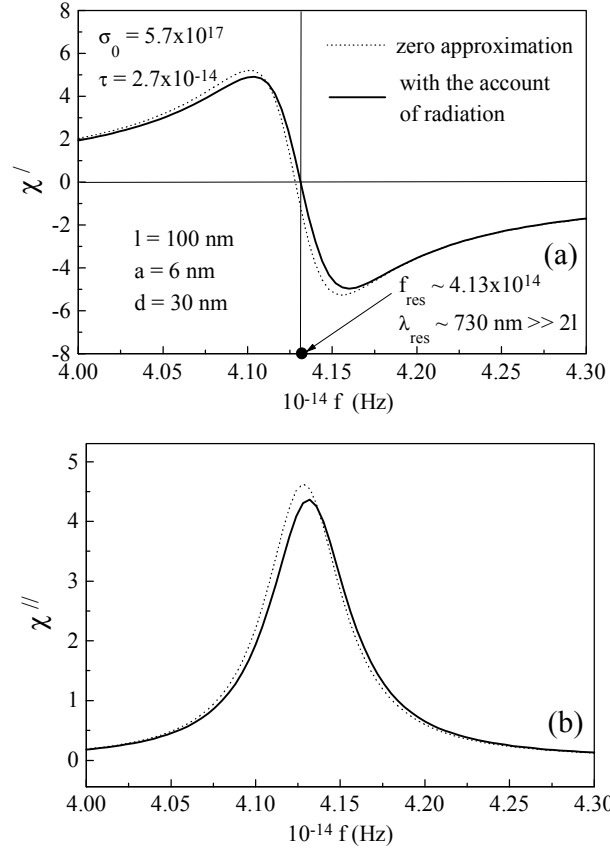 8
6
4
2
0
-2
-4
-6
-8
χ /
σ0 = 5.7x10^17
τ = 2.7x10^-14
zero approximation
with the account
of radiation
l = 100 nm
a = 6 nm
d = 30 nm
(a)
f_res ~ 4.13x10^14
λ_res ~ 730 nm >> 2l
4.00 4.05 4.10 4.15 4.20 4.25 4.30
10^-14 f (Hz)
5
4
3
2
1
0
χ //
(b)
4.00 4.05 4.10 4.15 4.20 4.25 4.30
10^-14 f (Hz)